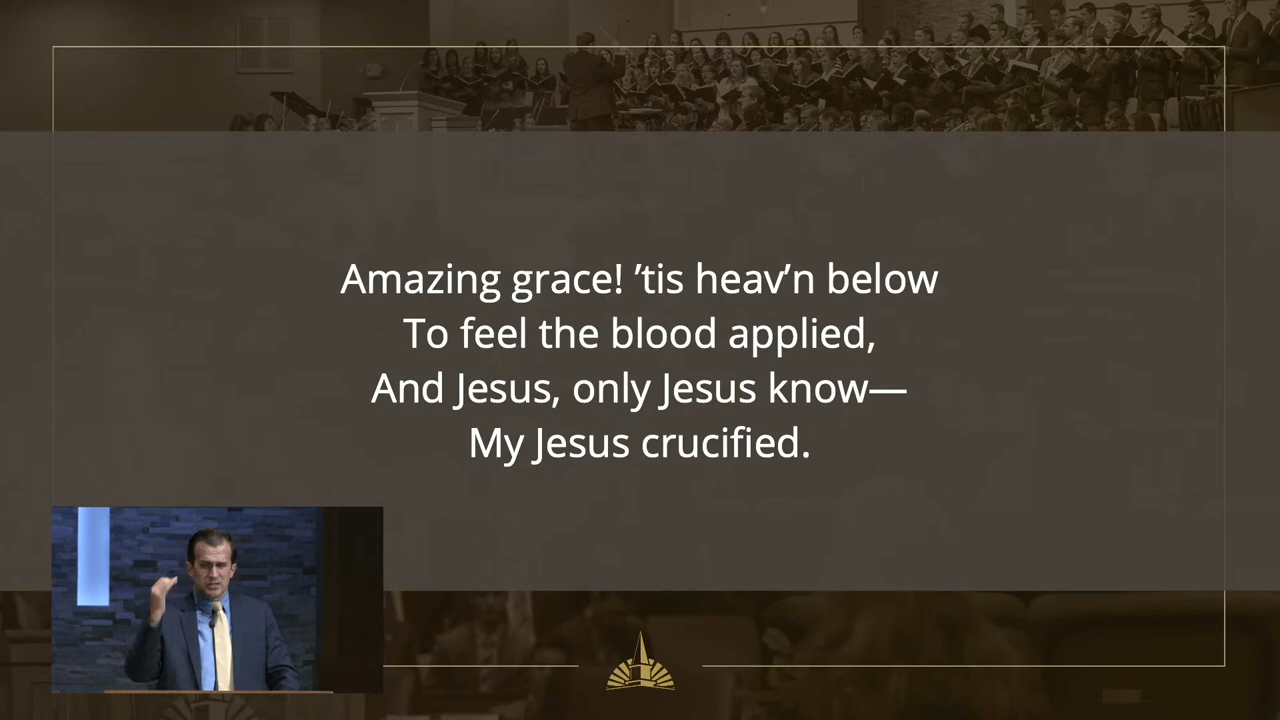 Amazing grace! ’tis heav’n below
To feel the blood applied,
And Jesus, only Jesus know—
My Jesus crucified.